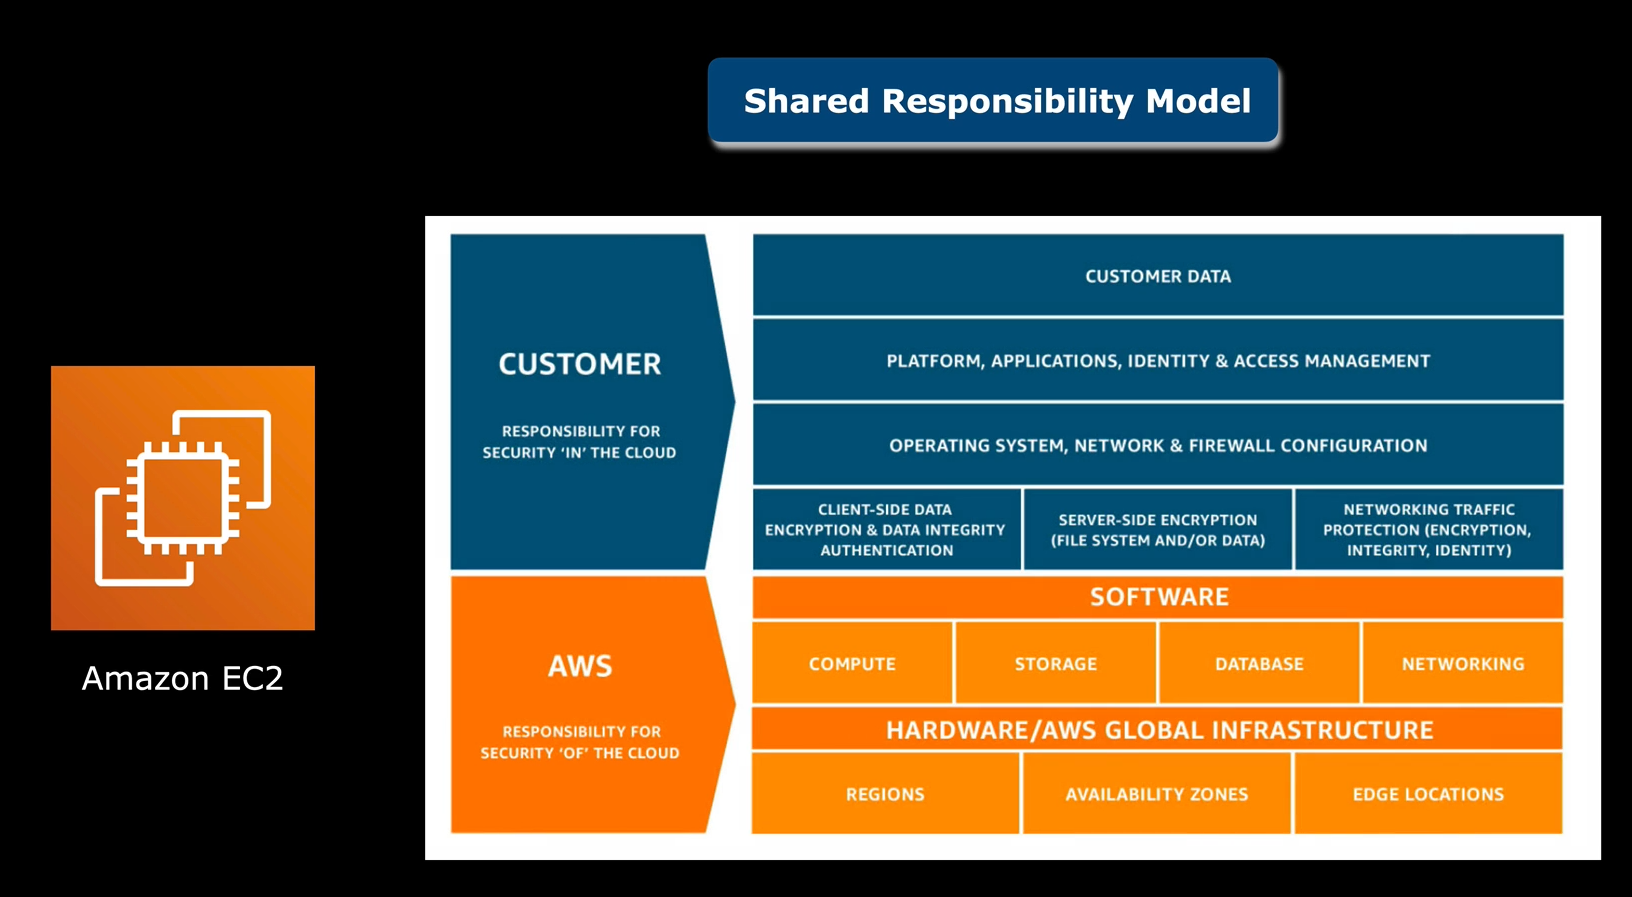 Shared Responsibility Model
Amazon EC2
CUSTOMER
RESPONSIBILITY FOR
SECURITY ‘IN’ THE CLOUD
CUSTOMER DATA
PLATFORM, APPLICATIONS, IDENTITY & ACCESS MANAGEMENT
OPERATING SYSTEM, NETWORK & FIREWALL CONFIGURATION
CLIENT-SIDE DATA
ENCRYPTION & DATA INTEGRITY
AUTHENTICATION
SERVER-SIDE ENCRYPTION
(FILE SYSTEM AND/OR DATA)
NETWORKING TRAFFIC
PROTECTION (ENCRYPTION,
INTEGRITY, IDENTITY)
AWS
RESPONSIBILITY FOR
SECURITY ‘OF’ THE CLOUD
SOFTWARE
COMPUTE
STORAGE
DATABASE
NETWORKING
HARDWARE/AWS GLOBAL INFRASTRUCTURE
REGIONS
AVAILABILITY ZONES
EDGE LOCATIONS